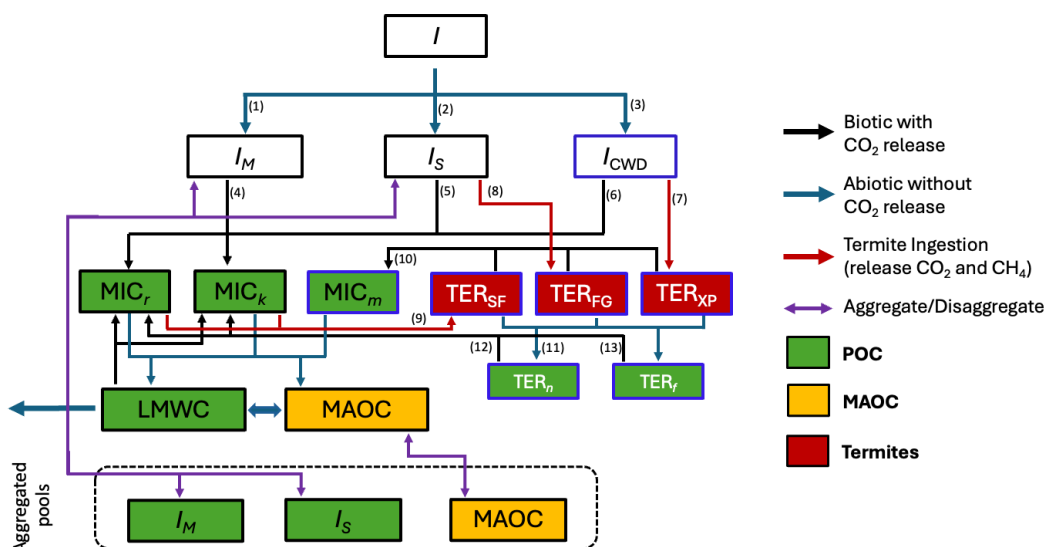 I
(1)
(2)
(3)
I_M
I_S
I_CWD
(4)
(5)
(8)
(6)
(7)
(10)
MIC_r
MIC_k
MIC_m
TER_SF
TER_FG
TER_XP
(9)
(12)
(11)
(13)
TER_n
TER_f
LMWC
MAOC
Aggregated
pools
I_M
I_S
MAOC
Biotic with
CO₂ release
Abiotic without
CO₂ release
Termite Ingestion
(release CO₂ and CH₄)
Aggregate/Disaggregate
POC
MAOC
Termites